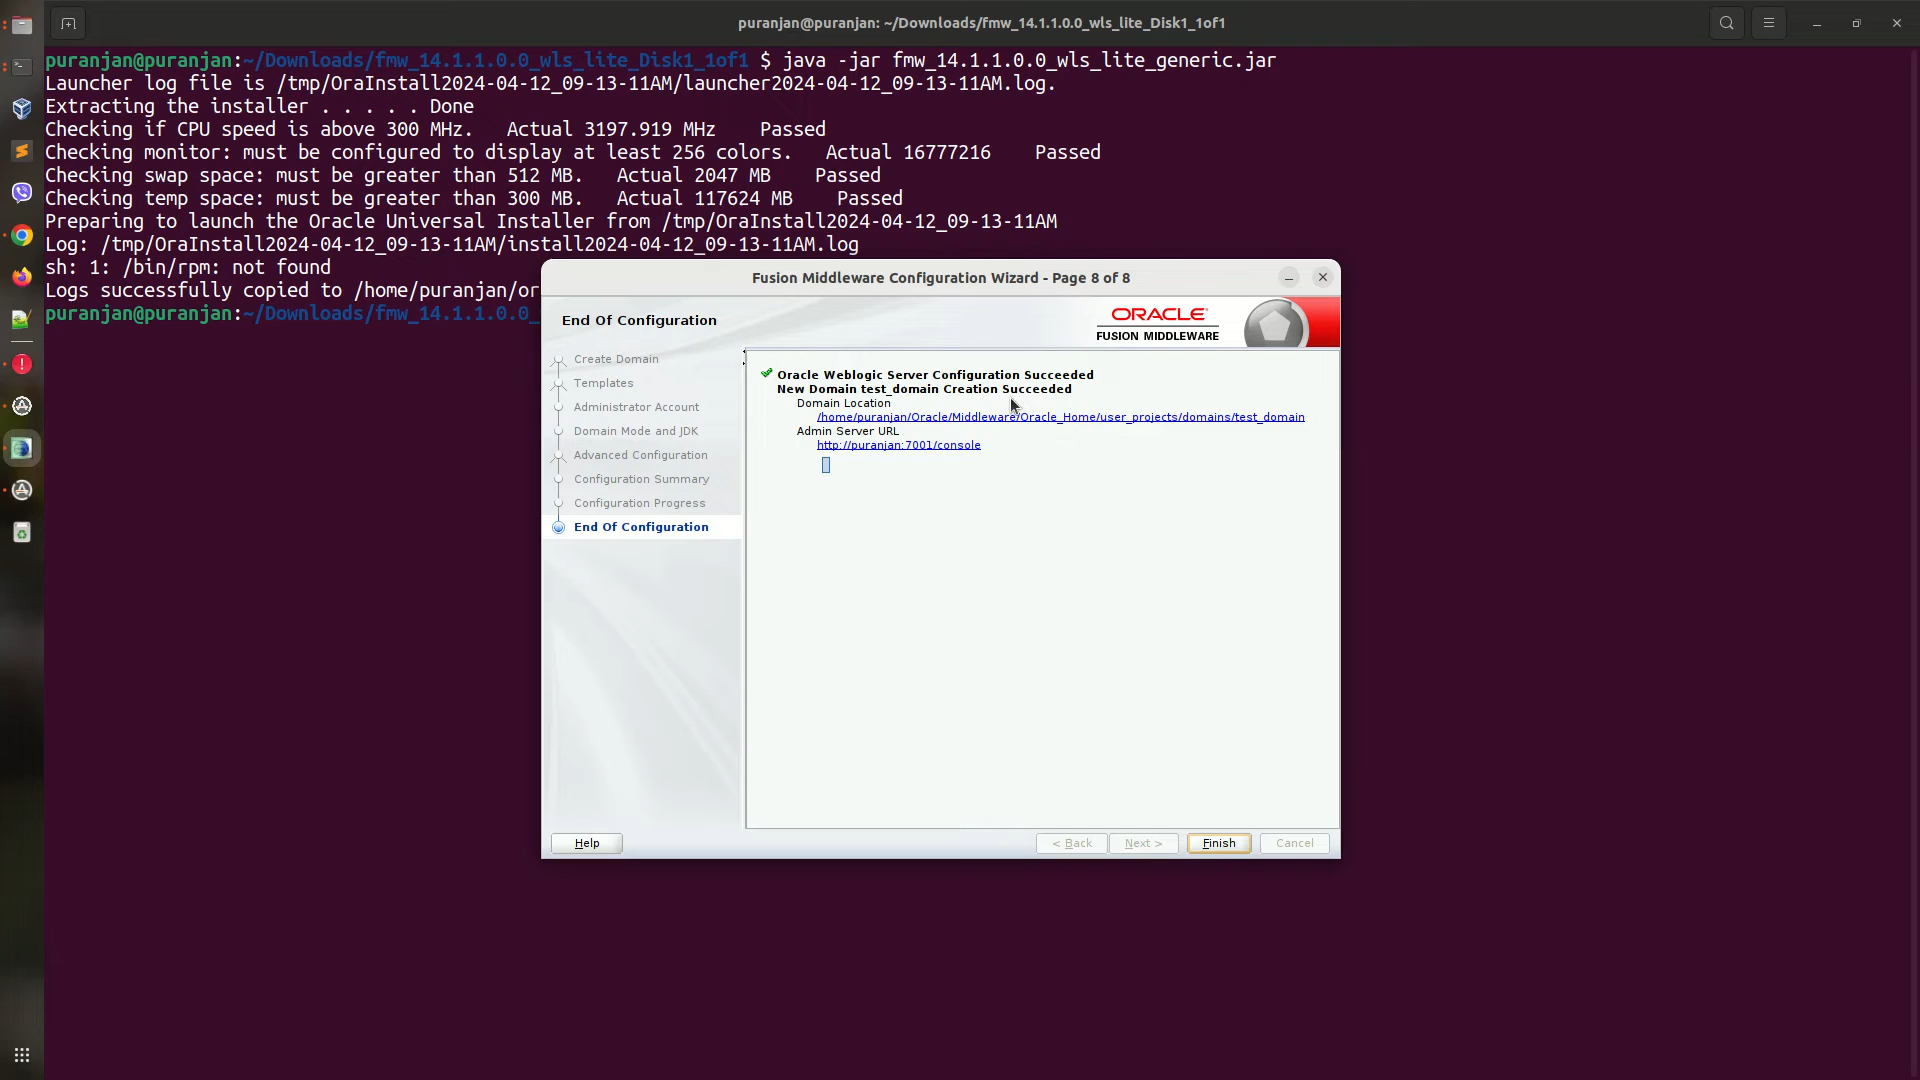 puranjan@puranjan: ~/Downloads/fmw_14.1.1.0.0_wls_lite_Disk1_1of1
puranjan@puranjan:~/Downloads/fmw_14.1.1.0.0_wls_lite_Disk1_1of1 $ java -jar fmw_14.1.1.0.0_wls_lite_generic.jar
Launcher log file is /tmp/OraInstall2024-04-12_09-13-11AM/launcher2024-04-12_09-13-11AM.log.
Extracting the installer . . . . . Done
Checking if CPU speed is above 300 MHz.   Actual 3197.919 MHz    Passed
Checking monitor: must be configured to display at least 256 colors.   Actual 16777216    Passed
Checking swap space: must be greater than 512 MB.   Actual 2047 MB    Passed
Checking temp space: must be greater than 300 MB.   Actual 117624 MB    Passed
Preparing to launch the Oracle Universal Installer from /tmp/OraInstall2024-04-12_09-13-11AM
Log: /tmp/OraInstall2024-04-12_09-13-11AM/install2024-04-12_09-13-11AM.log
sh: 1: /bin/rpm: not found
Logs successfully copied to /home/puranjan/or
puranjan@puranjan:~/Downloads/fmw_14.1.1.0.0_
Fusion Middleware Configuration Wizard - Page 8 of 8
End Of Configuration
ORACLE
FUSION MIDDLEWARE
Create Domain
Templates
Administrator Account
Domain Mode and JDK
Advanced Configuration
Configuration Summary
Configuration Progress
End Of Configuration
Oracle Weblogic Server Configuration Succeeded
New Domain test_domain Creation Succeeded
Domain Location
/home/puranjan/Oracle/Middleware/Oracle_Home/user_projects/domains/test_domain
Admin Server URL
http://puranjan:7001/console
Help
< Back
Next >
Finish
Cancel